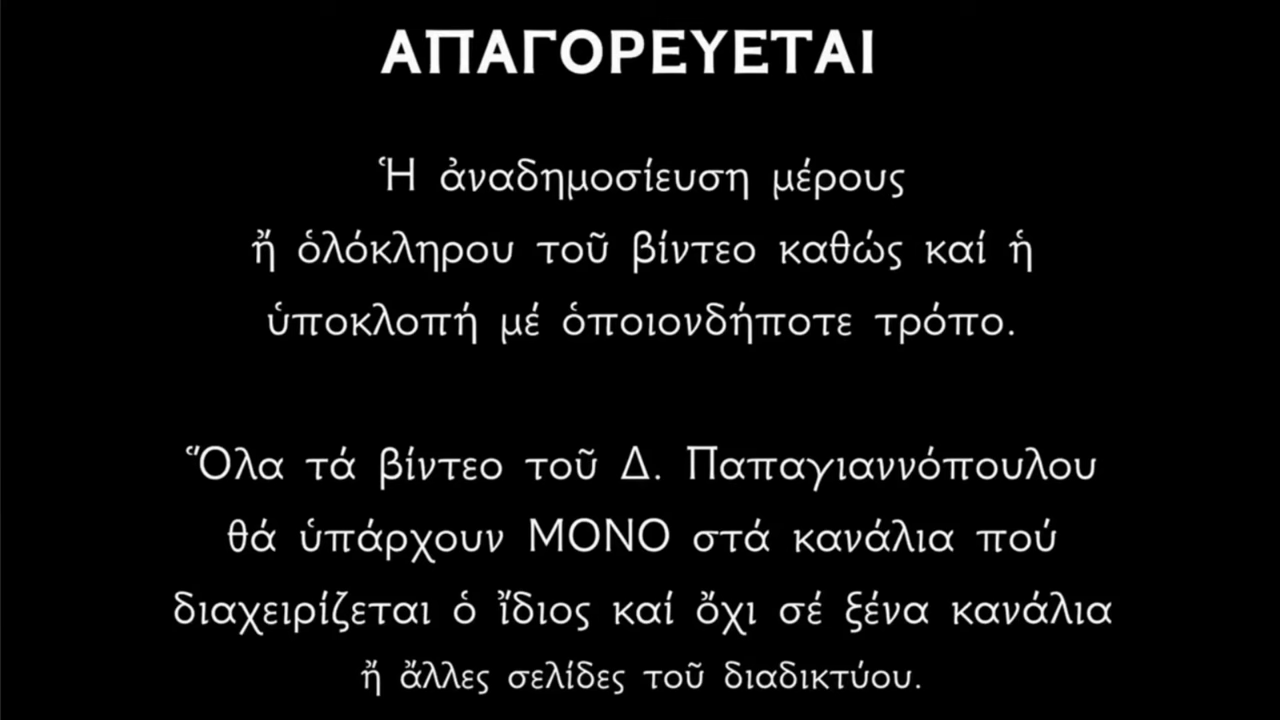 ΑΠΑΓΟΡΕΥΕΤΑΙ
Ἡ ἀναδημοσίευση μέρους
ἤ ὁλόκληρου τοῦ βίντεο καθώς καί ἡ
ὑποκλοπή μέ ὁποιονδήποτε τρόπο.
Ὅλα τά βίντεο τοῦ Δ. Παπαγιαννόπουλου
θά ὑπάρχουν ΜΟΝΟ στά κανάλια πού
διαχειρίζεται ὁ ἴδιος καί ὄχι σέ ξένα κανάλια
ἤ ἄλλες σελίδες τοῦ διαδικτύου.